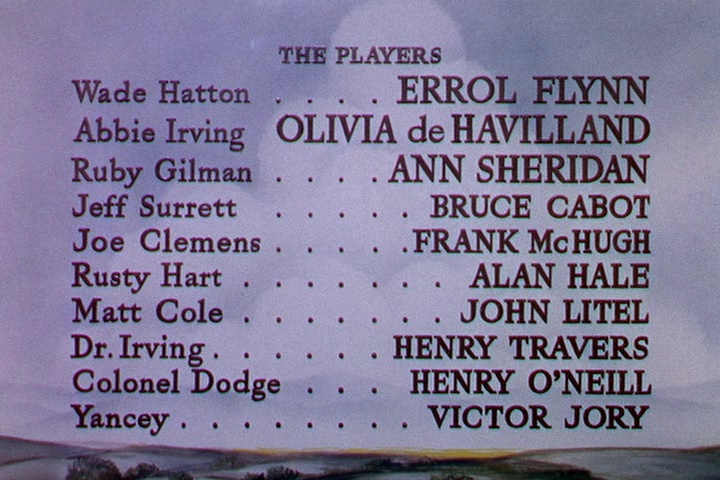 THE PLAYERS
Wade Hatton . . . . ERROL FLYNN
Abbie Irving OLIVIA de HAVILLAND
Ruby Gilman . . . . ANN SHERIDAN
Jeff Surrett . . . . . BRUCE CABOT
Joe Clemens . . . . . FRANK McHUGH
Rusty Hart . . . . . . . ALAN HALE
Matt Cole . . . . . . . JOHN LITEL
Dr. Irving . . . . . . HENRY TRAVERS
Colonel Dodge . . . HENRY O'NEILL
Yancey . . . . . . . . VICTOR JORY